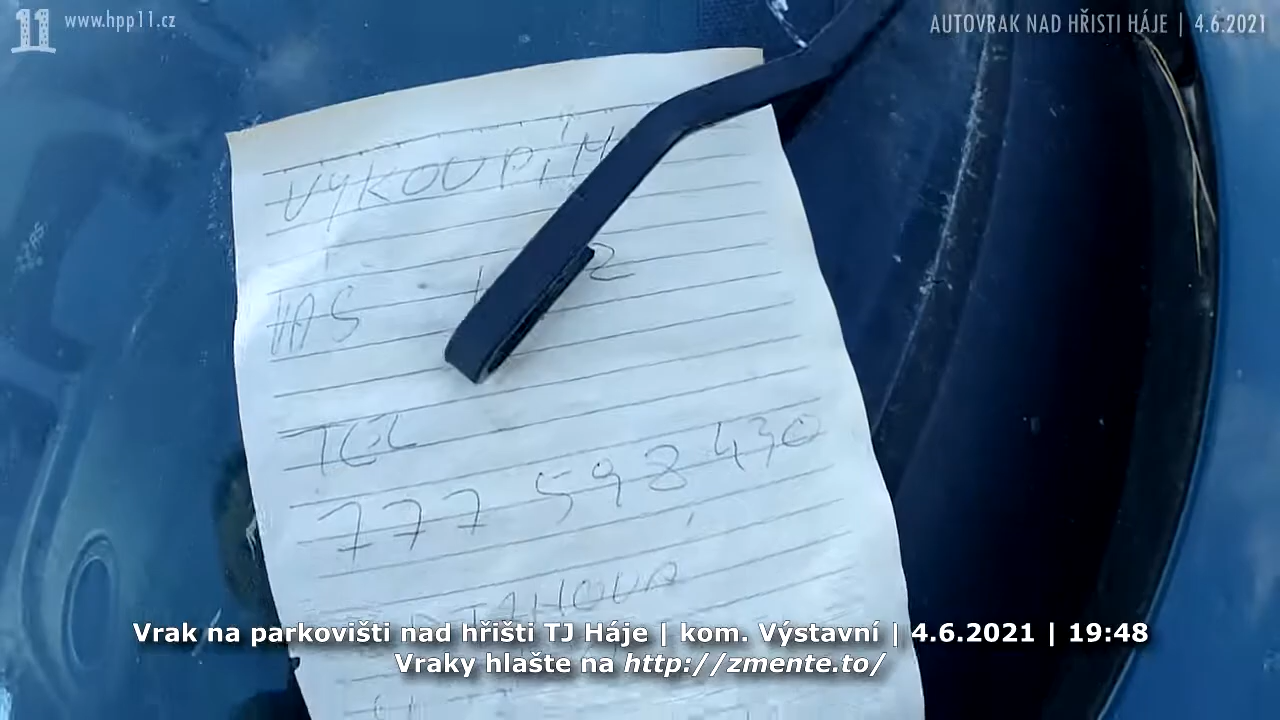 11 www.hpp11.cz
AUTOVRAK NAD HŘISTI HÁJE | 4.6.2021
VYKOUPÍM
VAS
TEL
777 598 430
Vrak na parkovišti nad hřišti TJ Háje | kom. Výstavní | 4.6.2021 | 19:48
Vraky hlašte na http://zmente.to/